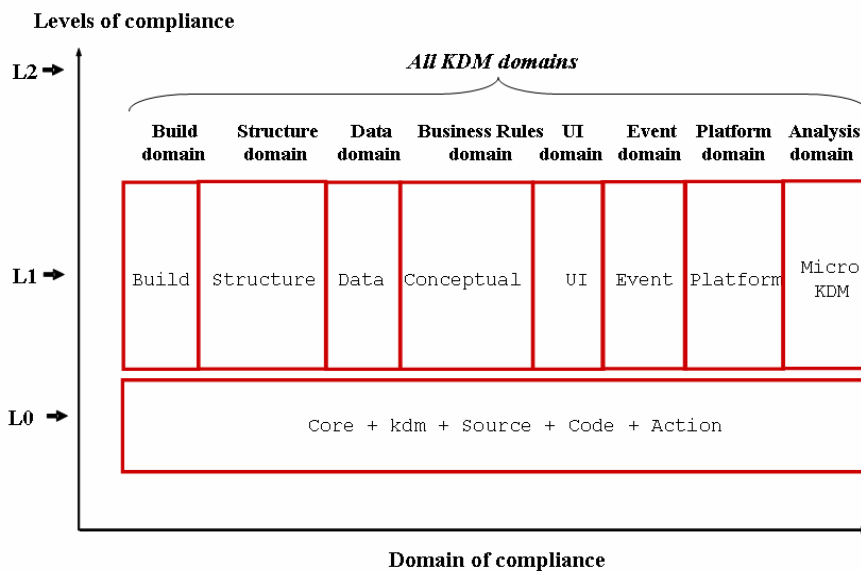 Levels of compliance
L2
All KDM domains
Build Structure Data Business Rules UI Event Platform Analysis
domain domain domain domain domain domain domain domain
L1
Build Structure Data Conceptual UI Event Platform Micro
KDM
L0
Core + kdm + Source + Code + Action
Domain of compliance